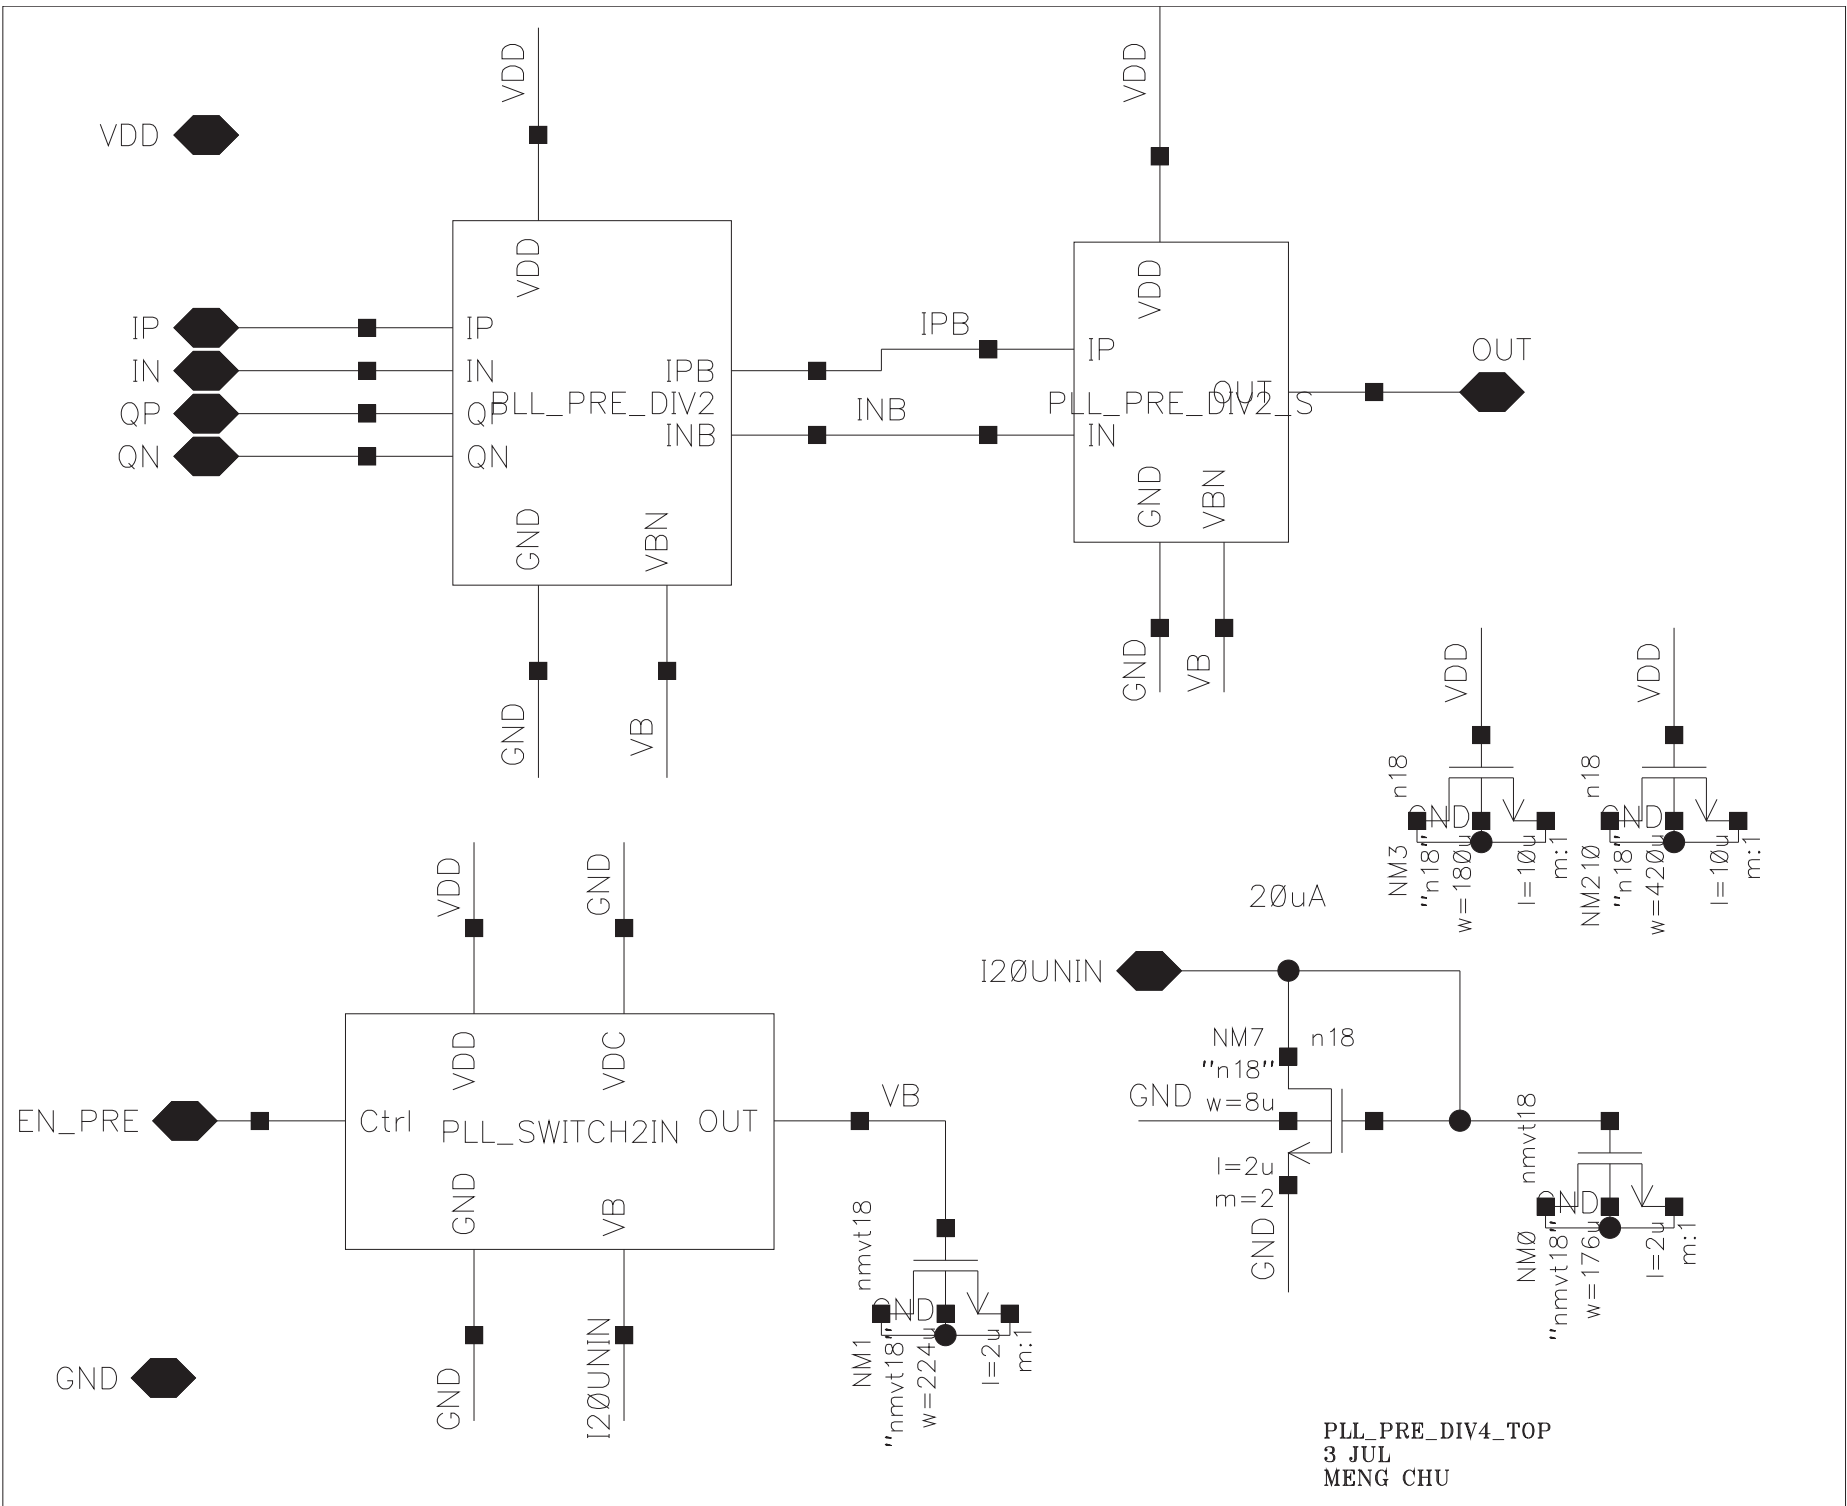 VDD
VDD
VDD
VDD
VDD
IP
IN
QP
QN
IP
IN
QP
QN
PLL_PRE_DIV2
IPB
INB
GND
VBN
GND
VB
IPB
INB
IP
IN
PLL_PRE_DIV2_S
OUT
OUT
GND
VBN
GND
VB
VDD
n18
GND
NM3
"n18"
w=180u
l=10u
m:1
VDD
n18
GND
NM210
"n18"
w=420u
l=10u
m:1
VDD
GND
VDD
VDC
EN_PRE
Ctrl
PLL_SWITCH2IN
OUT
GND
VB
GND
I20UNIN
VB
nmvt18
GND
NM1
"nmvt18"
w=224u
l=2u
m:1
GND
20uA
I20UNIN
NM7
n18
"n18"
GND
w=8u
l=2u
m=2
GND
nmvt18
GND
NM0
"nmvt18"
w=176u
l=2u
m:1
PLL_PRE_DIV4_TOP
3 JUL
MENG CHU